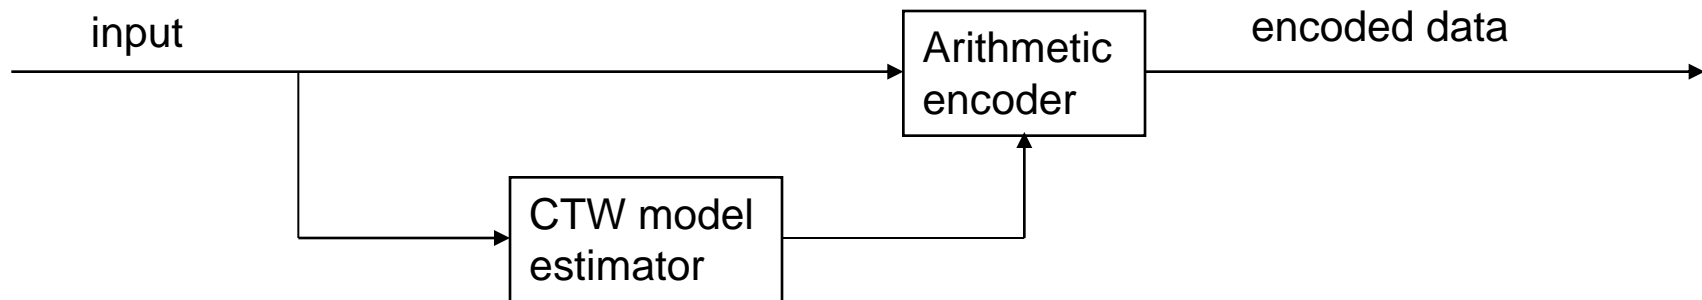 input
Arithmetic
encoder
encoded data
CTW model
estimator